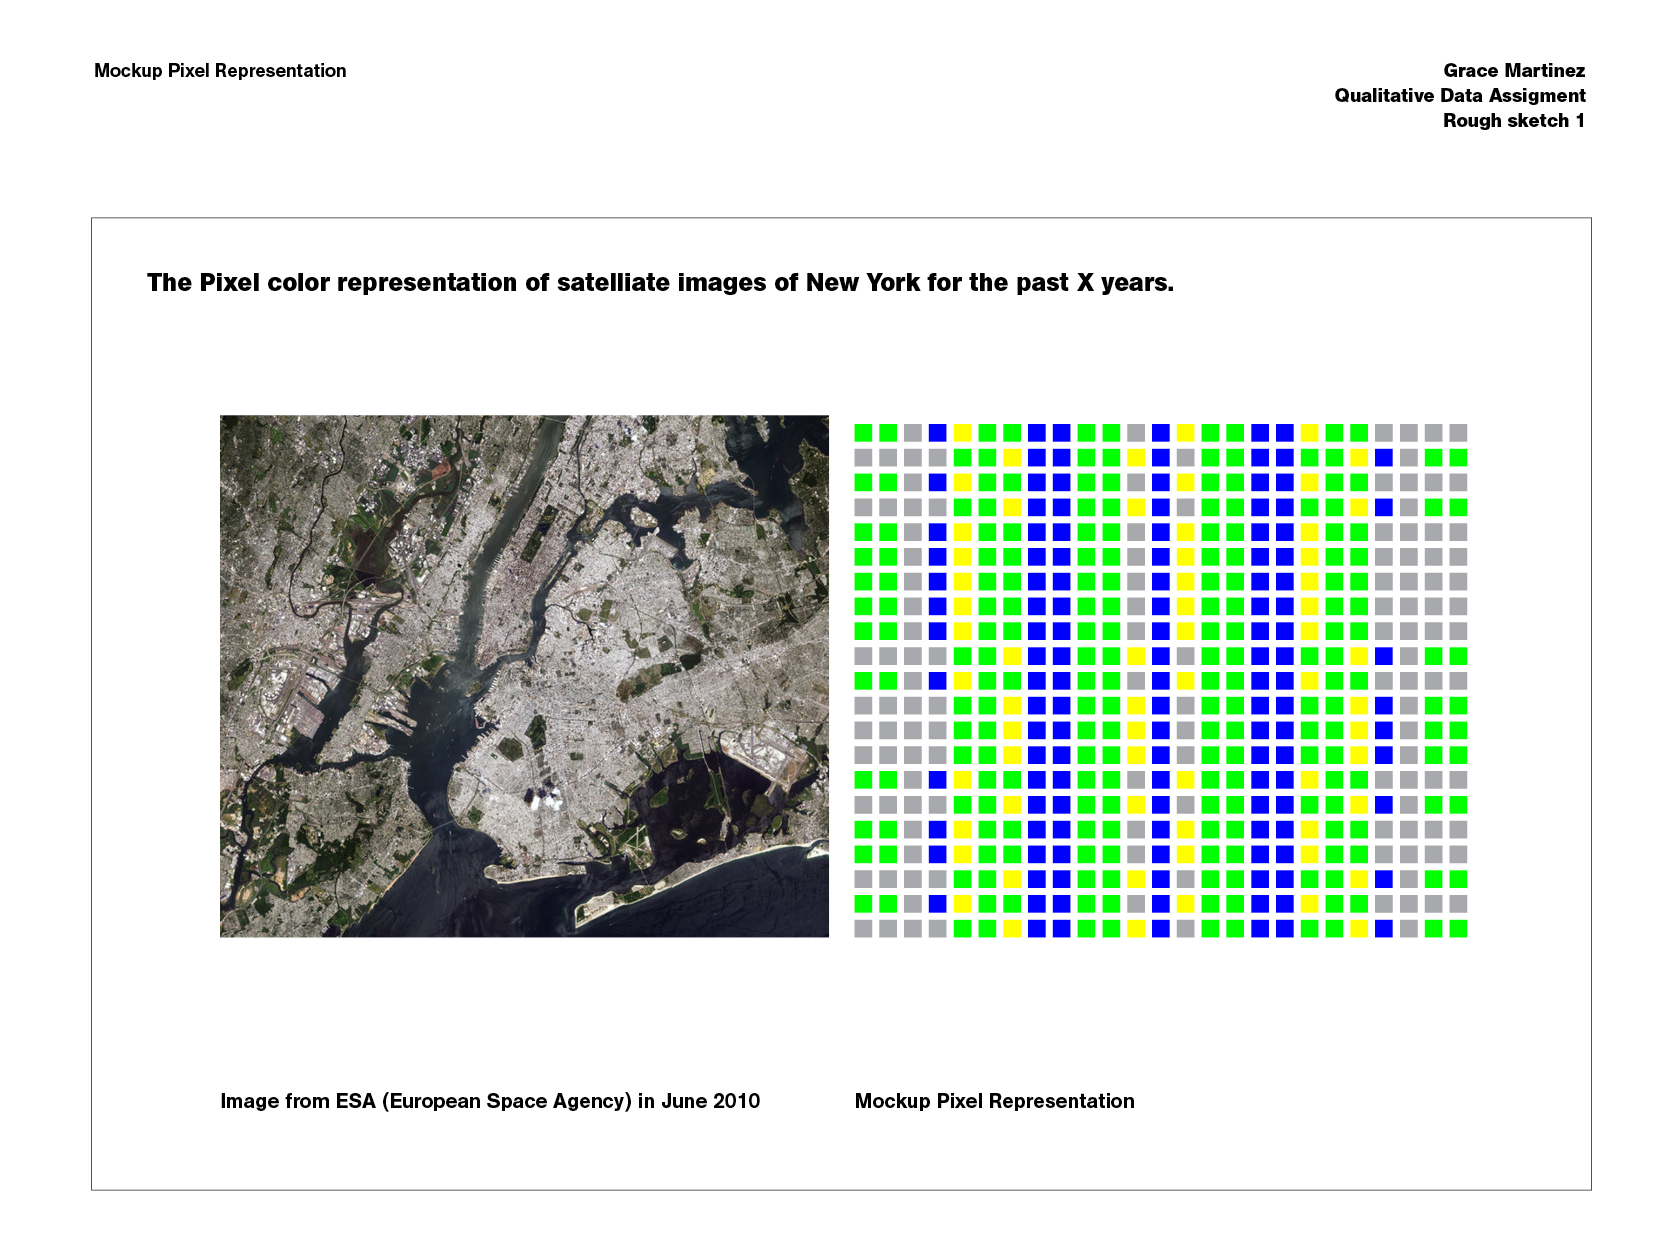 Mockup Pixel Representation
Grace Martinez
Qualitative Data Assigment
Rough sketch 1
The Pixel color representation of satelliate images of New York for the past X years.
Image from ESA (European Space Agency) in June 2010
Mockup Pixel Representation